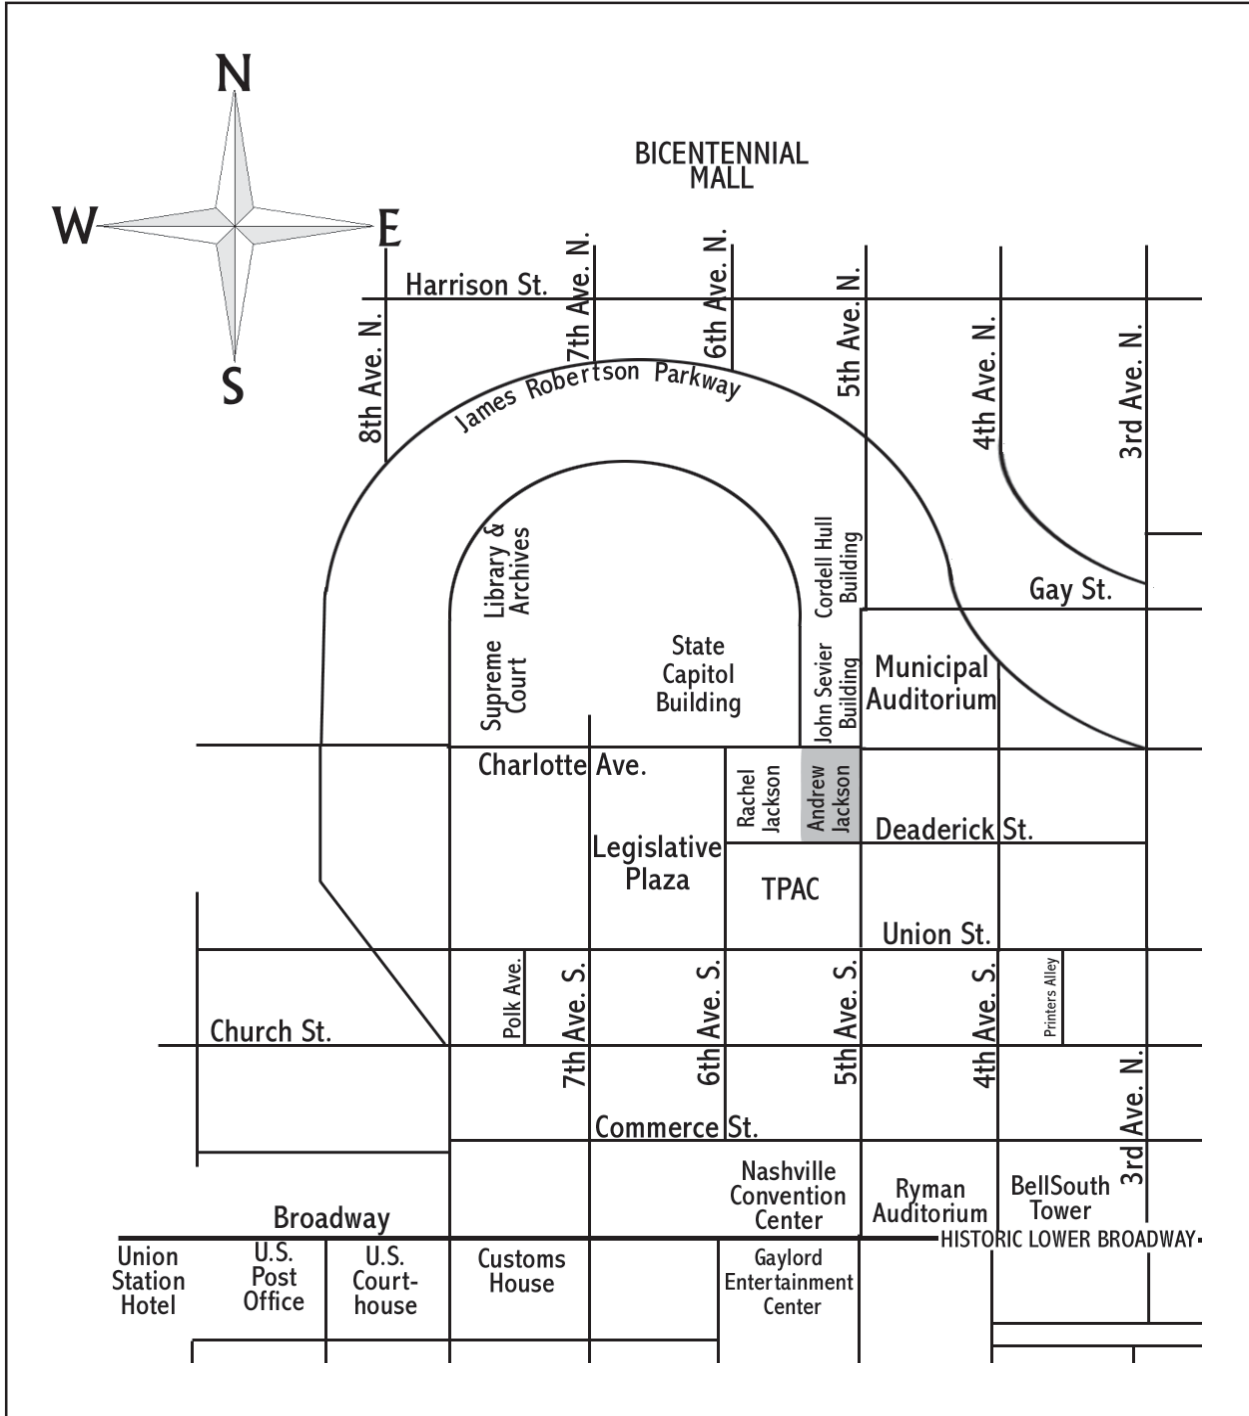 N
W
E
S
BICENTENNIAL
MALL
Harrison St.
8th Ave. N.
7th Ave. N.
6th Ave. N.
5th Ave. N.
4th Ave. N.
3rd Ave. N.
James Robertson Parkway
Library &
Archives
Cordell Hull
Building
Gay St.
Supreme
Court
State
Capitol
Building
John Sevier
Building
Municipal
Auditorium
Charlotte Ave.
Rachel
Jackson
Andrew
Jackson
Deaderick St.
Legislative
Plaza
TPAC
Union St.
Polk Ave.
7th Ave. S.
6th Ave. S.
5th Ave. S.
4th Ave. S.
Printers Alley
Church St.
3rd Ave. N.
Commerce St.
Nashville
Convention
Center
Ryman
Auditorium
BellSouth
Tower
Broadway
HISTORIC LOWER BROADWAY
Union
Station
Hotel
U.S.
Post
Office
U.S.
Court-
house
Customs
House
Gaylord
Entertainment
Center